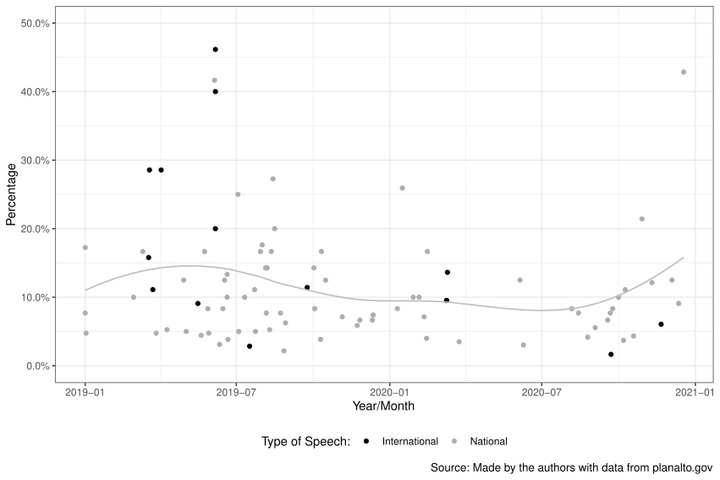 50.0%
40.0%
30.0%
20.0%
10.0%
0.0%
Percentage
2019−01
2019−07
2020−01
2020−07
2021−01
Year/Month
Type of Speech: International National
Source: Made by the authors with data from planalto.gov